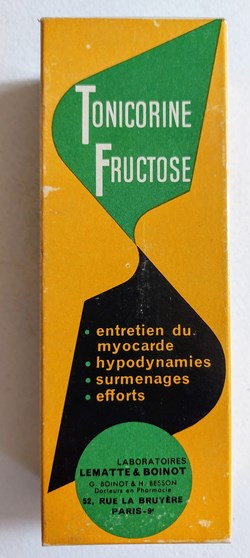 TONICORINE
FRUCTOSE
• entretien du.
myocarde
• hypodynamies
• surmenages
• efforts
LABORATOIRES
LEMATTE & BOINOT
G. BOINOT & H. BESSON
Docteurs en Pharmacie
52, RUE LA BRUYÈRE
PARIS-9e